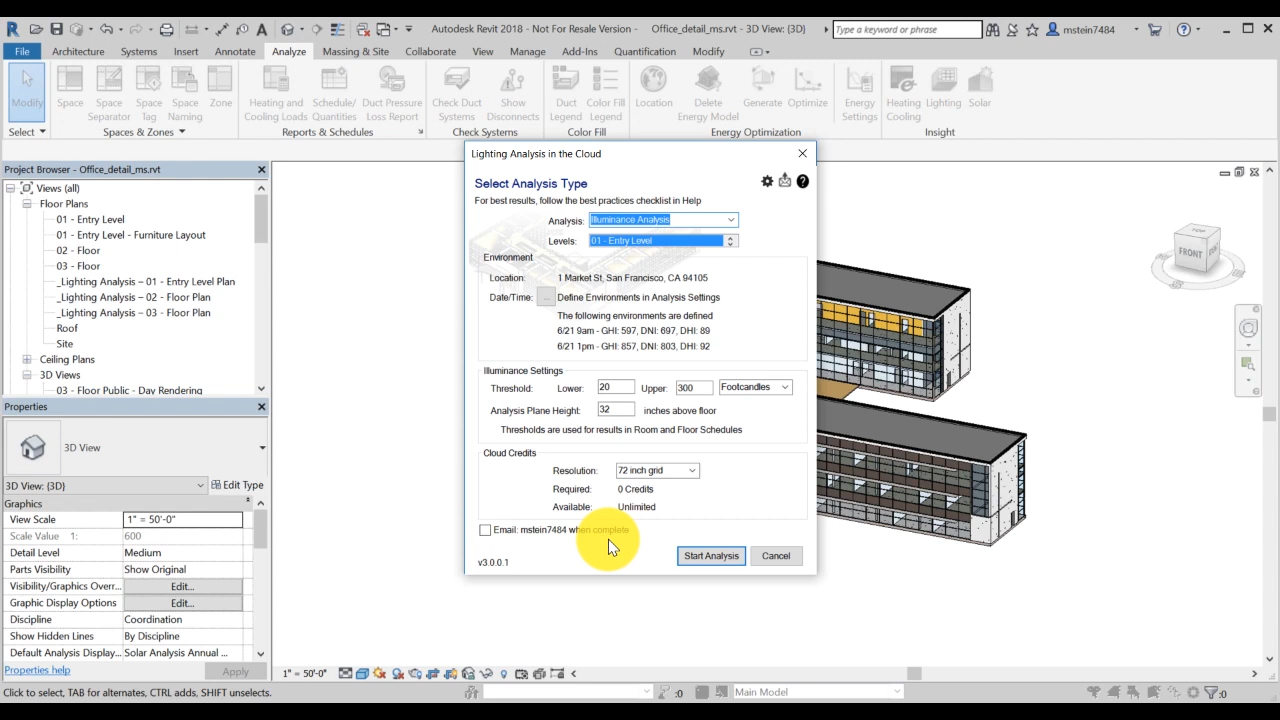 Autodesk Revit 2018 - Not For Resale Version - Office_detail_ms.rvt - 3D View: {3D}
Type a keyword or phrase
mstein7484
File Architecture Systems Insert Annotate Analyze Massing & Site Collaborate View Manage Add-Ins Quantification Modify
Modify
Space
Space Separator
Space Tag
Space Naming
Zone
Heating and Cooling Loads
Schedule/ Quantities
Duct Pressure Loss Report
Check Duct Systems
Show Disconnects
Duct Legend
Color Fill Legend
Location
Delete Energy Model
Generate
Optimize
Energy Settings
Heating Cooling
Lighting
Solar
Select
Spaces & Zones
Reports & Schedules
Check Systems
Color Fill
Energy Optimization
Insight
Project Browser - Office_detail_ms.rvt
Views (all)
Floor Plans
01 - Entry Level
01 - Entry Level - Furniture Layout
02 - Floor
03 - Floor
_Lighting Analysis – 01 - Entry Level Plan
_Lighting Analysis – 02 - Floor Plan
_Lighting Analysis – 03 - Floor Plan
Roof
Site
Ceiling Plans
3D Views
03 - Floor Public - Day Rendering
Properties
3D View
3D View: {3D}
Edit Type
Graphics
View Scale 1" = 50'-0"
Scale Value 1: 600
Detail Level Medium
Parts Visibility Show Original
Visibility/Graphics Overr... Edit...
Graphic Display Options Edit...
Discipline Coordination
Show Hidden Lines By Discipline
Default Analysis Display... Solar Analysis Annual ...
Properties help
Apply
Lighting Analysis in the Cloud
Select Analysis Type
For best results, follow the best practices checklist in Help
Analysis: Illuminance Analysis
Levels: 01 - Entry Level
Environment
Location: 1 Market St, San Francisco, CA 94105
Date/Time: ... Define Environments in Analysis Settings
The following environments are defined
6/21 9am - GHI: 597, DNI: 697, DHI: 89
6/21 1pm - GHI: 857, DNI: 803, DHI: 92
Illuminance Settings
Threshold: Lower: 20 Upper: 300 Footcandles
Analysis Plane Height: 32 inches above floor
Thresholds are used for results in Room and Floor Schedules
Cloud Credits
Resolution: 72 inch grid
Required: 0 Credits
Available: Unlimited
Email: mstein7484 when complete
v3.0.0.1
Start Analysis
Cancel
FRONT
1" = 50'-0"
Click to select, TAB for alternates, CTRL adds, SHIFT unselects.
:0
Main Model
:0